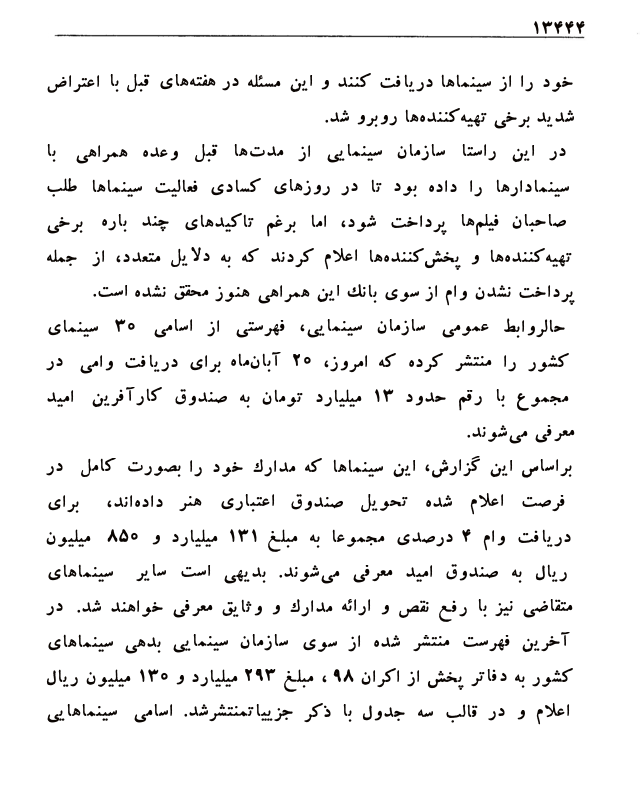 ۱۳۴۴۴
خود را از سینماها دریافت کنند و این مسئله در هفته‌های قبل با اعتراض
شدید برخی تهیه‌کننده‌ها روبرو شد.
در این راستا سازمان سینمایی از مدت‌ها قبل وعده همراهی با
سینمادارها را داده بود تا در روزهای کسادی فعالیت سینماها طلب
صاحبان فیلم‌ها پرداخت شود، اما برغم تاکیدهای چند باره برخی
تهیه‌کننده‌ها و پخش‌کننده‌ها اعلام کردند که به دلایل متعدد، از جمله
پرداخت نشدن وام از سوی بانك این همراهی هنوز محقق نشده است.
حالروابط عمومی سازمان سینمایی، فهرستی از اسامی ۳۰ سینمای
کشور را منتشر کرده که امروز، ۲۰ آبان‌ماه برای دریافت وامی در
مجموع با رقم حدود ۱۳ میلیارد تومان به صندوق کارآفرین امید
معرفی می‌شوند.
براساس این گزارش، این سینماها که مدارك خود را بصورت کامل در
فرصت اعلام شده تحویل صندوق اعتباری هنر داده‌اند، برای
دریافت وام ۴ درصدی مجموعا به مبلغ ۱۳۱ میلیارد و ۸۵۰ میلیون
ریال به صندوق امید معرفی می‌شوند. بدیهی است سایر سینماهای
متقاضی نیز با رفع نقص و ارائه مدارك و وثایق معرفی خواهند شد. در
آخرین فهرست منتشر شده از سوی سازمان سینمایی بدهی سینماهای
کشور به دفاتر پخش از اکران ۹۸ ، مبلغ ۲۹۳ میلیارد و ۱۳۰ میلیون ریال
اعلام و در قالب سه جدول با ذکر جزییاتمنتشرشد. اسامی سینماهایی